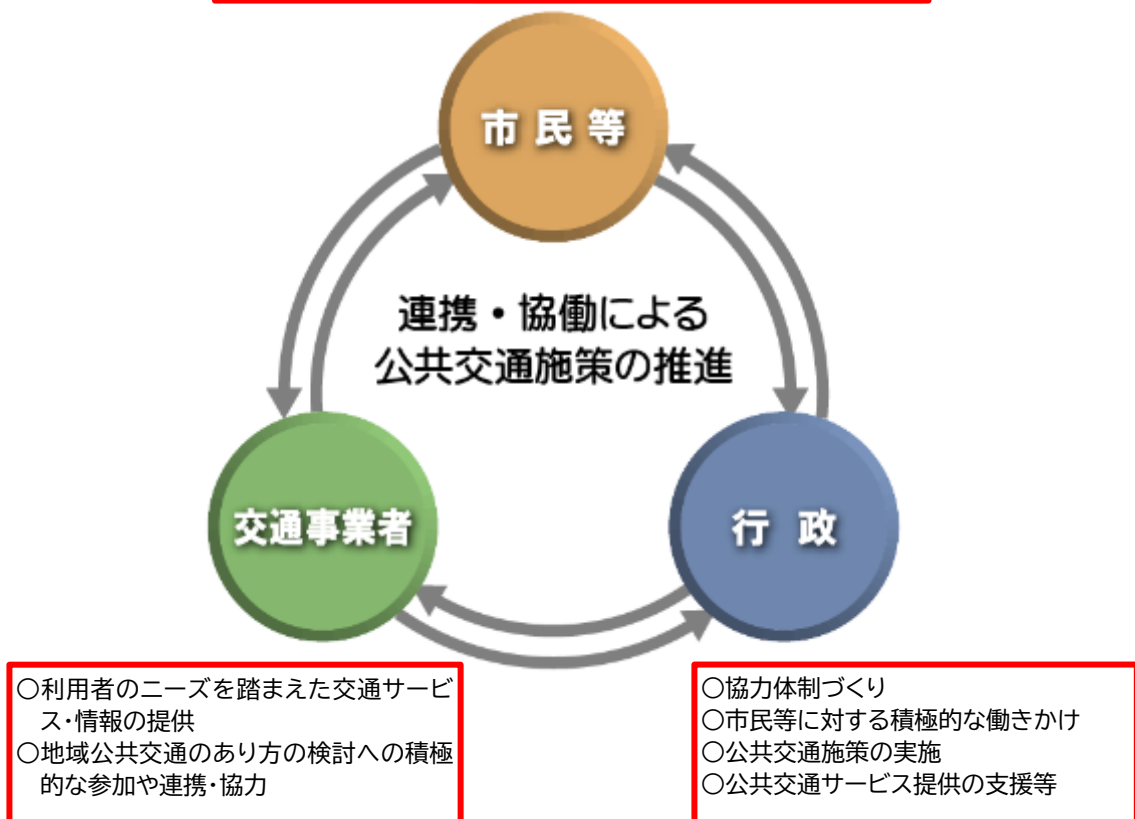 市民等
連携・協働による
公共交通施策の推進
交通事業者
行政
○利用者のニーズを踏まえた交通サービ
ス・情報の提供
○地域公共交通のあり方の検討への積極
的な参加や連携・協力
○協力体制づくり
○市民等に対する積極的な働きかけ
○公共交通施策の実施
○公共交通サービス提供の支援等